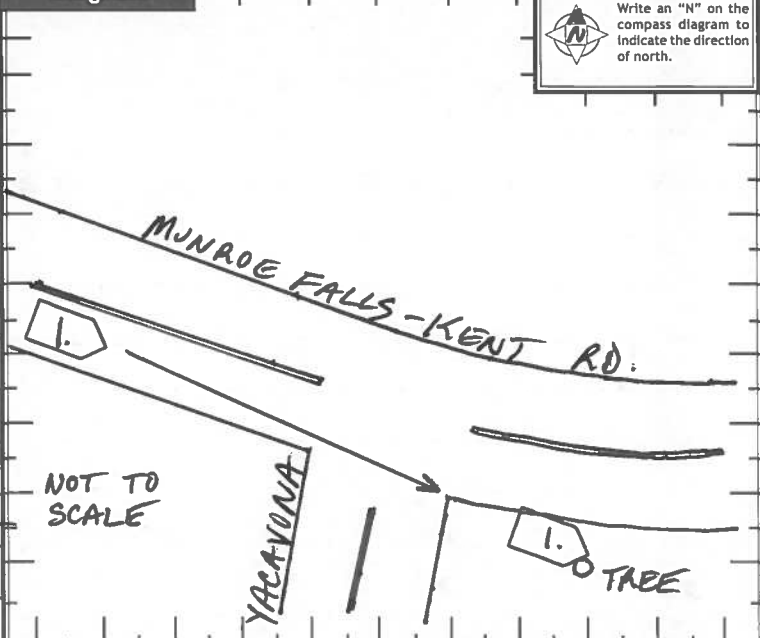 Write an “N” on the
compass diagram to
indicate the direction
of north.
N
MUNROE FALLS-KENT RD.
1.
NOT TO
SCALE
YACAVONA
1.
TREE